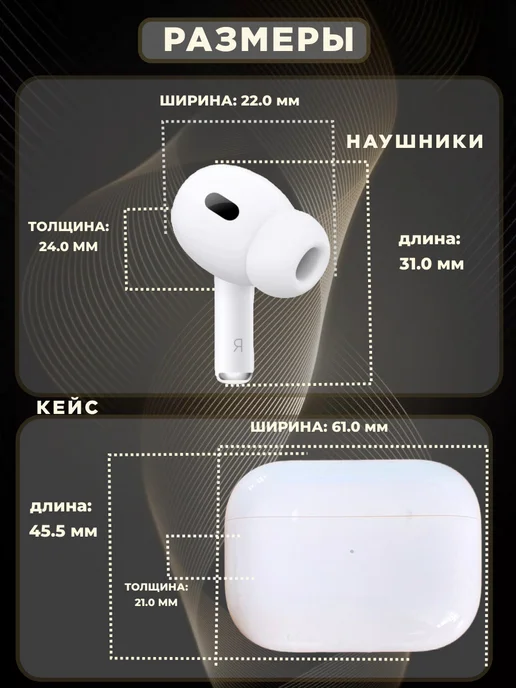 РАЗМЕРЫ
ШИРИНА: 22.0 мм
НАУШНИКИ
ТОЛЩИНА:
24.0 ММ
длина:
31.0 мм
R
КЕЙС
ШИРИНА: 61.0 мм
длина:
45.5 мм
ТОЛЩИНА:
21.0 ММ